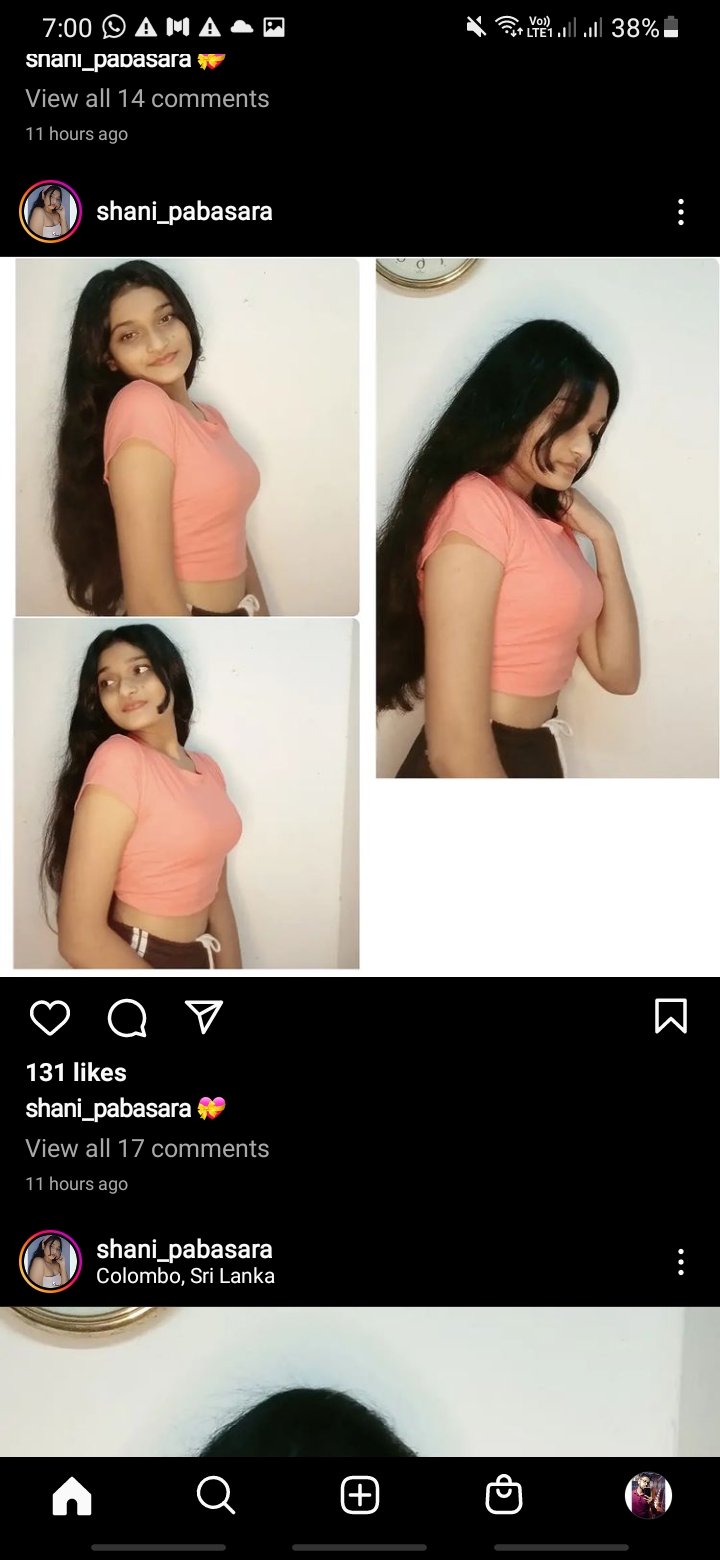 7:00 Vo)) LTE1 38%
shani_pabasara 💝
View all 14 comments
11 hours ago
shani_pabasara
131 likes
shani_pabasara 💝
View all 17 comments
11 hours ago
shani_pabasara
Colombo, Sri Lanka